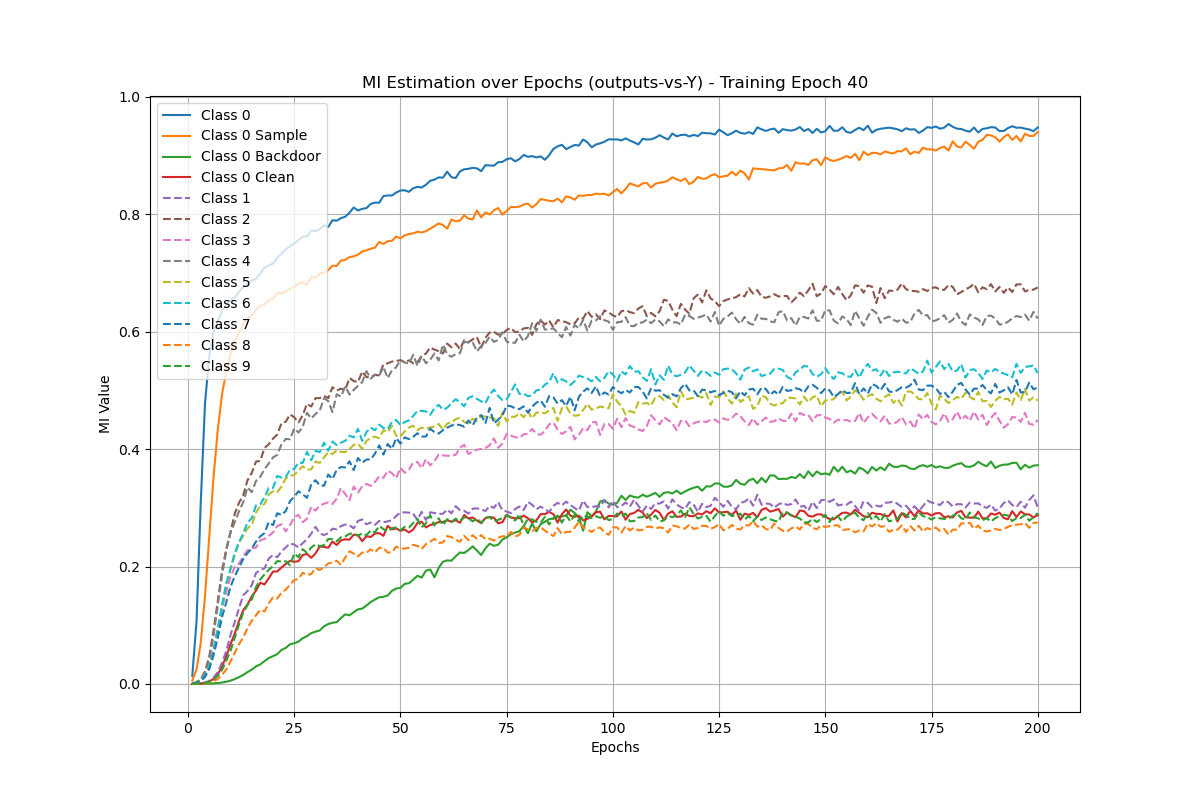 MI Estimation over Epochs (outputs-vs-Y) - Training Epoch 40
1.0
0.8
0.6
0.4
0.2
0.0
MI Value
Class 0
Class 0 Sample
Class 0 Backdoor
Class 0 Clean
Class 1
Class 2
Class 3
Class 4
Class 5
Class 6
Class 7
Class 8
Class 9
0 25 50 75 100 125 150 175 200
Epochs